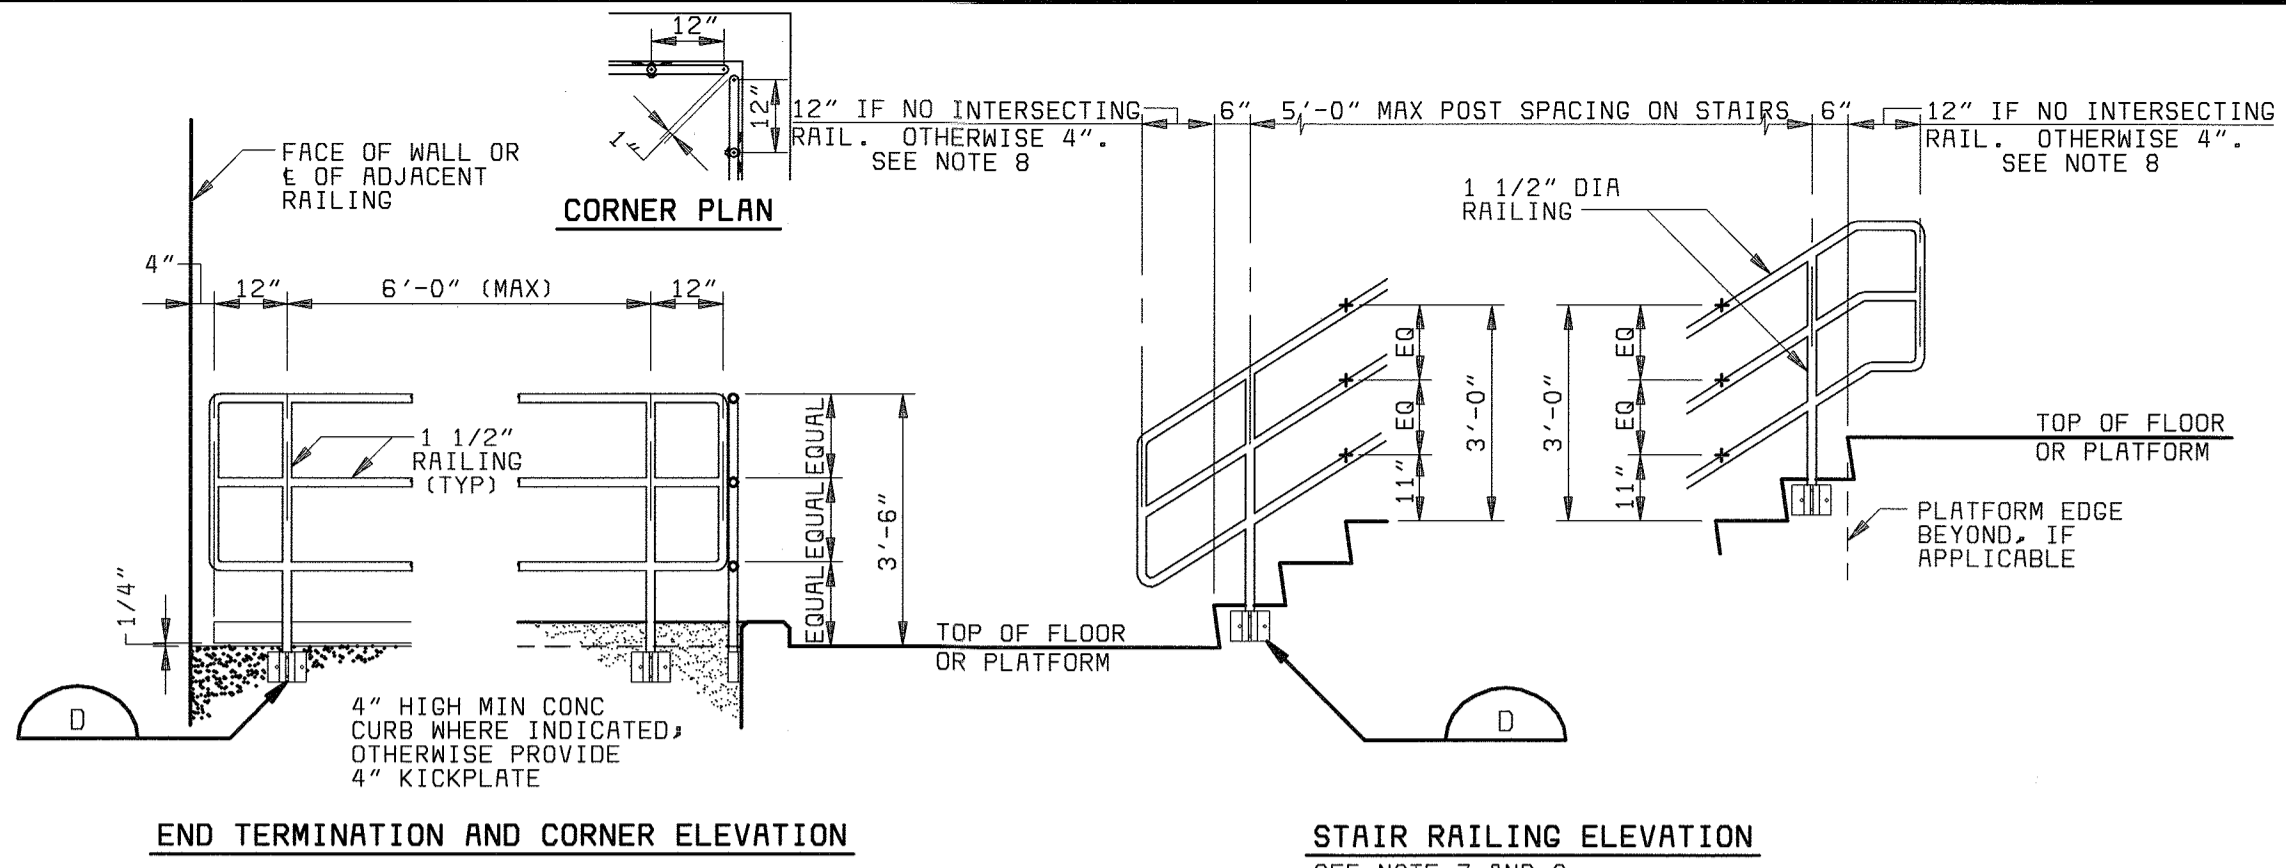 12"
12"
1"
CORNER PLAN
FACE OF WALL OR
℄ OF ADJACENT
RAILING
4"
12"
6'-0" (MAX)
12"
1 1/2"
RAILING
(TYP)
EQUAL
EQUAL
EQUAL
3'-6"
1/4"
D
4" HIGH MIN CONC
CURB WHERE INDICATED;
OTHERWISE PROVIDE
4" KICKPLATE
TOP OF FLOOR
OR PLATFORM
END TERMINATION AND CORNER ELEVATION
12" IF NO INTERSECTING
RAIL. OTHERWISE 4".
SEE NOTE 8
6"
5'-0" MAX POST SPACING ON STAIRS
6"
12" IF NO INTERSECTING
RAIL. OTHERWISE 4".
SEE NOTE 8
1 1/2" DIA
RAILING
EQ
EQ
11"
3'-0"
3'-0"
EQ
EQ
11"
TOP OF FLOOR
OR PLATFORM
PLATFORM EDGE
BEYOND, IF
APPLICABLE
D
STAIR RAILING ELEVATION